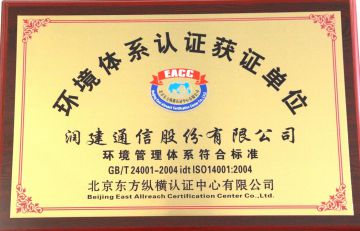 环境体系认证获证单位
EACC
润建通信股份有限公司
环境管理体系符合标准
GB/T 24001-2004 idt ISO14001:2004
北京东方纵横认证中心有限公司
Beijing East Allreach Certification Center Co.,Ltd.